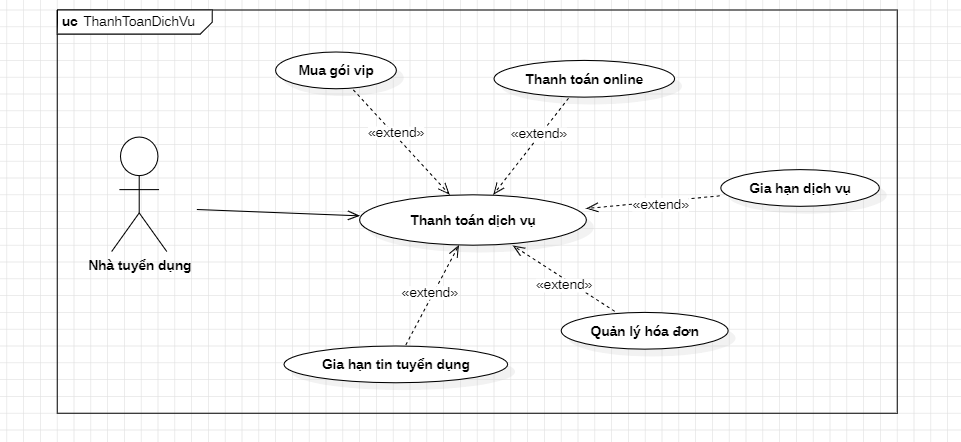 uc ThanhToanDichVu
Mua gói vip
Thanh toán online
«extend»
«extend»
Gia hạn dịch vụ
«extend»
Thanh toán dịch vụ
Nhà tuyển dụng
«extend»
«extend»
Quản lý hóa đơn
Gia hạn tin tuyển dụng